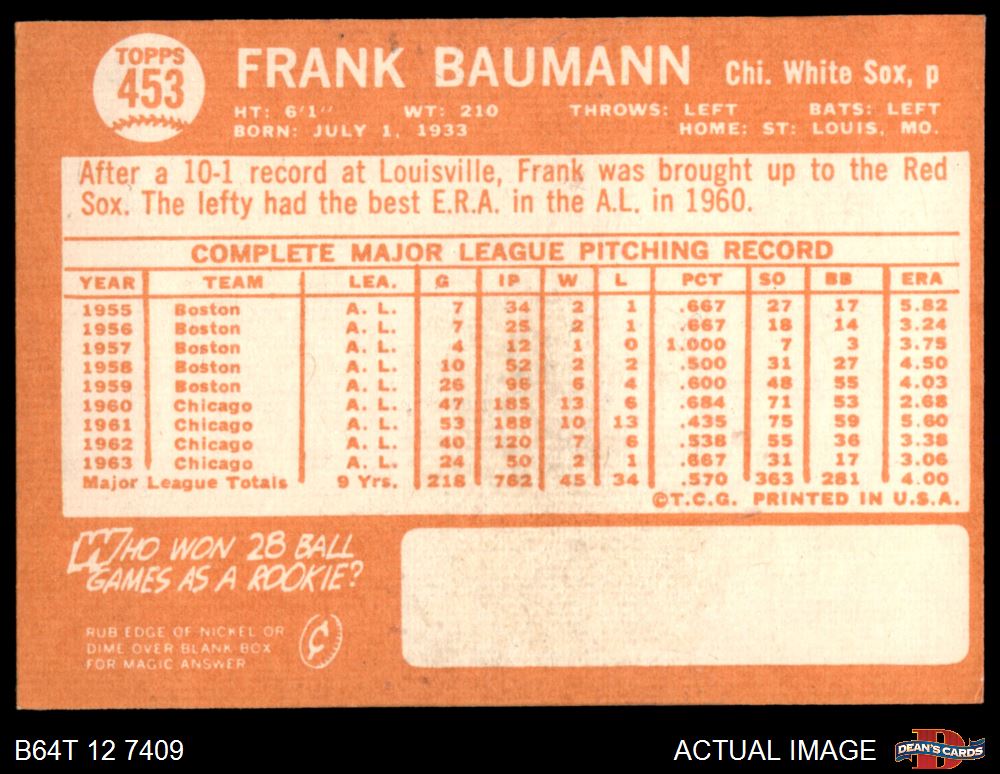 TOPPS
453
FRANK BAUMANN Chi. White Sox, p
HT: 6'1" WT: 210 THROWS: LEFT BATS: LEFT
BORN: JULY 1, 1933 HOME: ST: LOUIS, MO.
After a 10-1 record at Louisville, Frank was brought up to the Red
Sox. The lefty had the best E.R.A. in the A.L. in 1960.
COMPLETE MAJOR LEAGUE PITCHING RECORD
YEAR TEAM LEA. G IP W L PCT SO BB ERA
1955 Boston A. L. 7 34 2 1 .667 27 17 5.82
1956 Boston A. L. 7 25 2 1 .667 18 14 3.24
1957 Boston A. L. 4 12 1 0 1.000 7 3 3.75
1958 Boston A. L. 10 52 2 2 .500 31 27 4.50
1959 Boston A. L. 26 96 6 4 .600 48 55 4.03
1960 Chicago A. L. 47 185 13 6 .684 71 53 2.68
1961 Chicago A. L. 53 188 10 13 .435 75 59 5.60
1962 Chicago A. L. 40 120 7 6 .538 55 36 3.38
1963 Chicago A. L. 24 50 2 1 .667 31 17 3.06
Major League Totals 9 Yrs. 218 762 45 34 .570 363 281 4.00
©T.C.G. PRINTED IN U.S.A.
WHO WON 28 BALL
GAMES AS A ROOKIE?
RUB EDGE OF NICKEL OR
DIME OVER BLANK BOX
FOR MAGIC ANSWER
¢
B64T 12 7409 ACTUAL IMAGE
D
DEAN'S CARDS